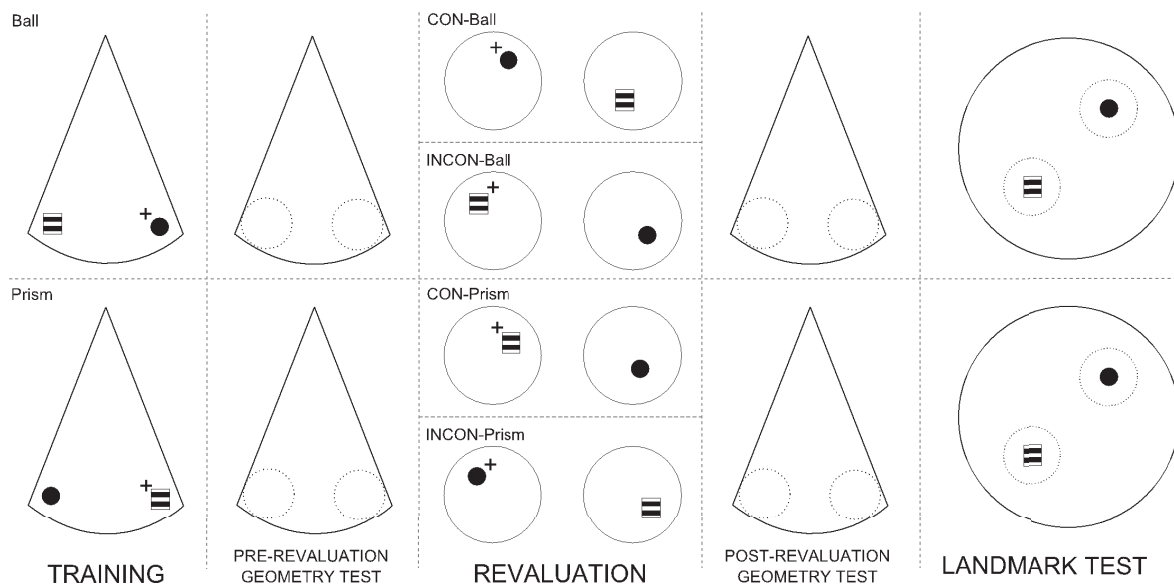 Ball
CON-Ball
INCON-Ball
Prism
CON-Prism
INCON-Prism
TRAINING
PRE-REVALUATION
GEOMETRY TEST
REVALUATION
POST-REVALUATION
GEOMETRY TEST
LANDMARK TEST